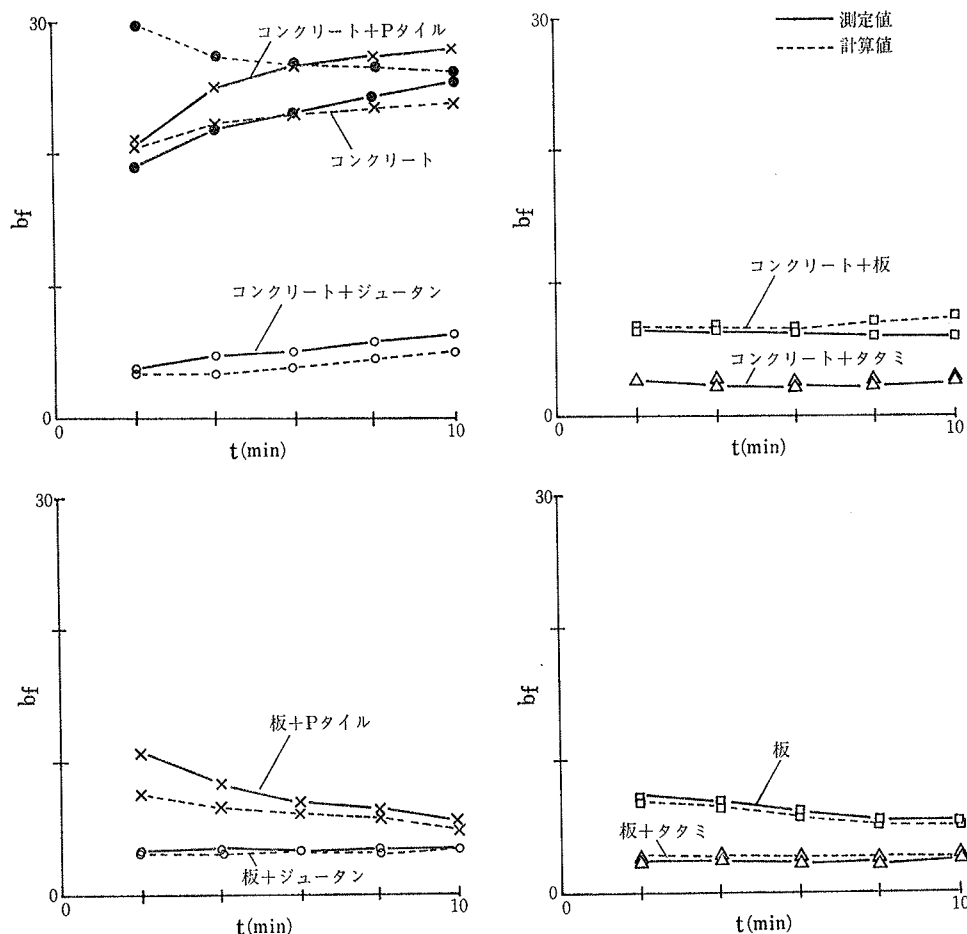 30
bf
0
コンクリート+Pタイル
コンクリート
コンクリート+ジュータン
0
10
t(min)
測定値
計算値
30
bf
0
コンクリート+板
コンクリート+タタミ
0
10
t(min)
30
bf
0
板+Pタイル
板+ジュータン
0
10
t(min)
30
bf
0
板
板+タタミ
0
10
t(min)